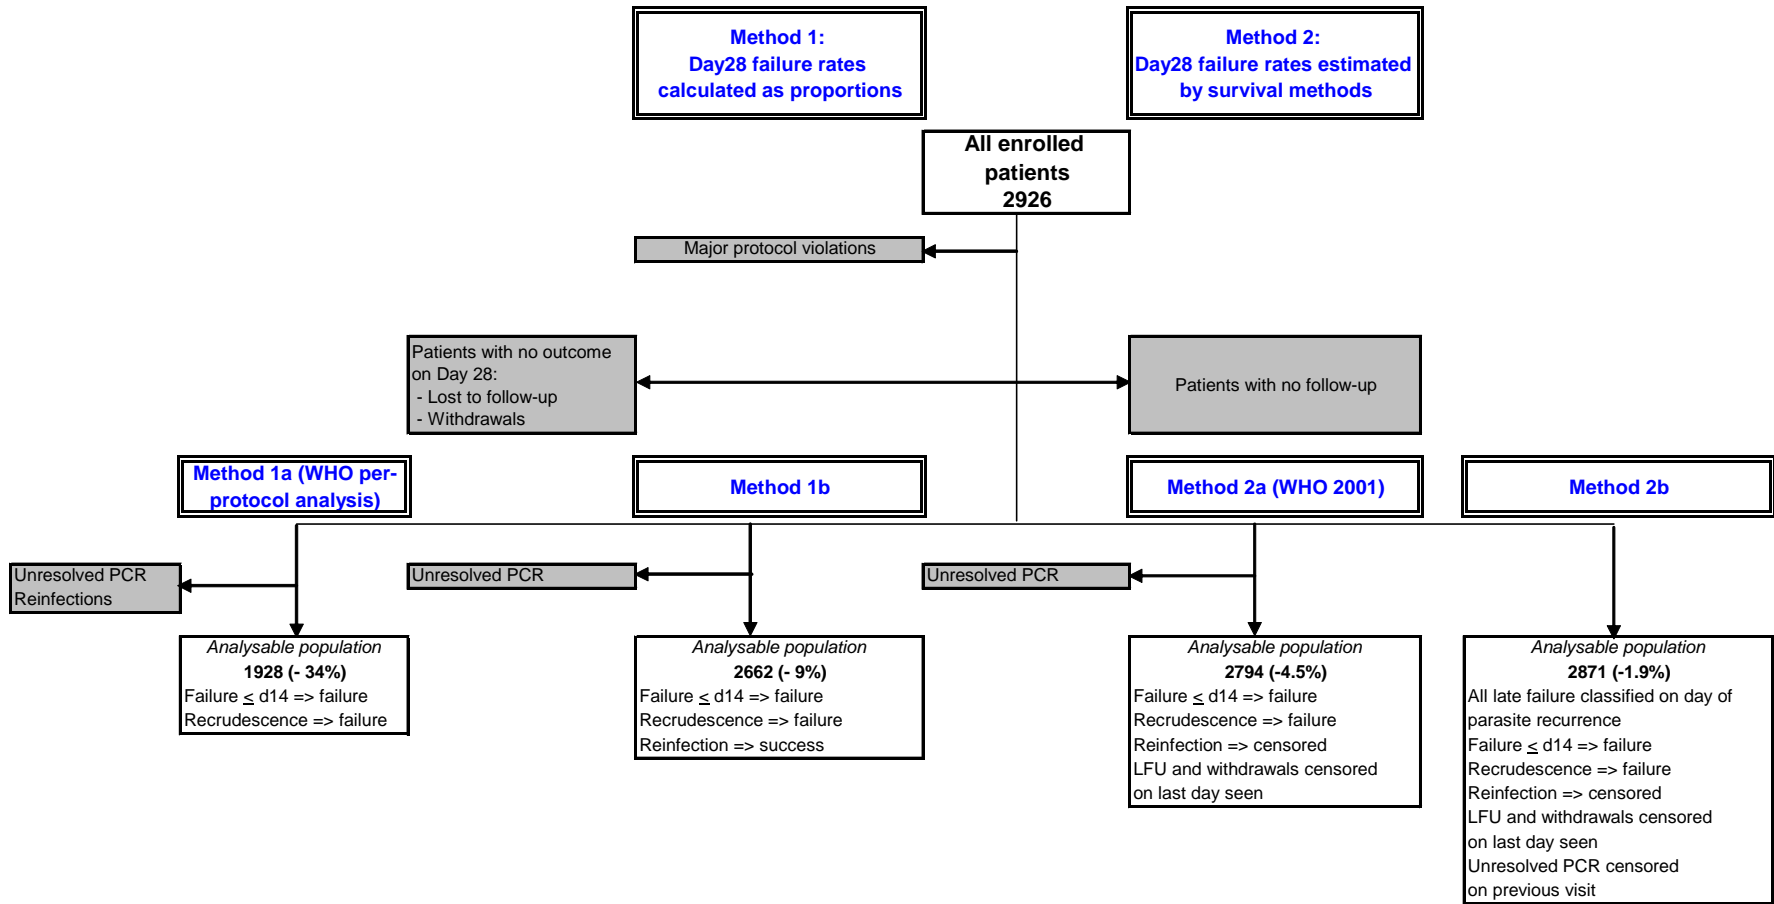 Method 1:
Day28 failure rates
calculated as proportions
Method 2:
Day28 failure rates estimated
by survival methods
All enrolled
patients
2926
Major protocol violations
Patients with no outcome
on Day 28:
- Lost to follow-up
- Withdrawals
Patients with no follow-up
Method 1a (WHO per-
protocol analysis)
Method 1b
Method 2a (WHO 2001)
Method 2b
Unresolved PCR
Reinfections
Unresolved PCR
Unresolved PCR
Analysable population
1928 (- 34%)
Failure ≤ d14 => failure
Recrudescence => failure
Analysable population
2662 (- 9%)
Failure ≤ d14 => failure
Recrudescence => failure
Reinfection => success
Analysable population
2794 (-4.5%)
Failure ≤ d14 => failure
Recrudescence => failure
Reinfection => censored
LFU and withdrawals censored
on last day seen
Analysable population
2871 (-1.9%)
All late failure classified on day of
parasite recurrence
Failure ≤ d14 => failure
Recrudescence => failure
Reinfection => censored
LFU and withdrawals censored
on last day seen
Unresolved PCR censored
on previous visit